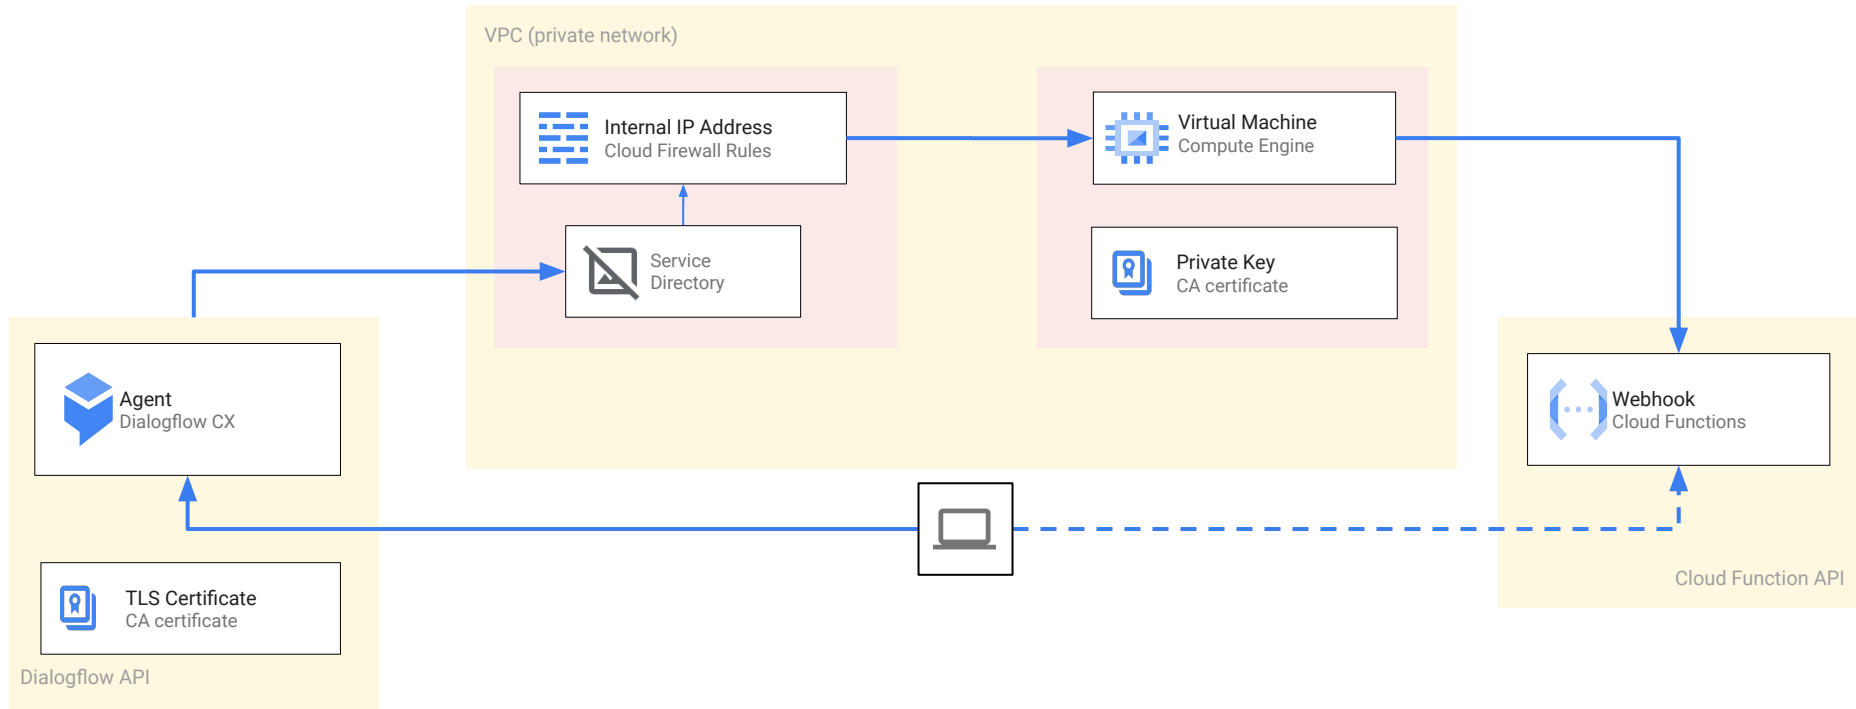 VPC (private network)
Internal IP Address
Cloud Firewall Rules
Virtual Machine
Compute Engine
Service
Directory
Private Key
CA certificate
Agent
Dialogflow CX
Webhook
Cloud Functions
TLS Certificate
CA certificate
Cloud Function API
Dialogflow API